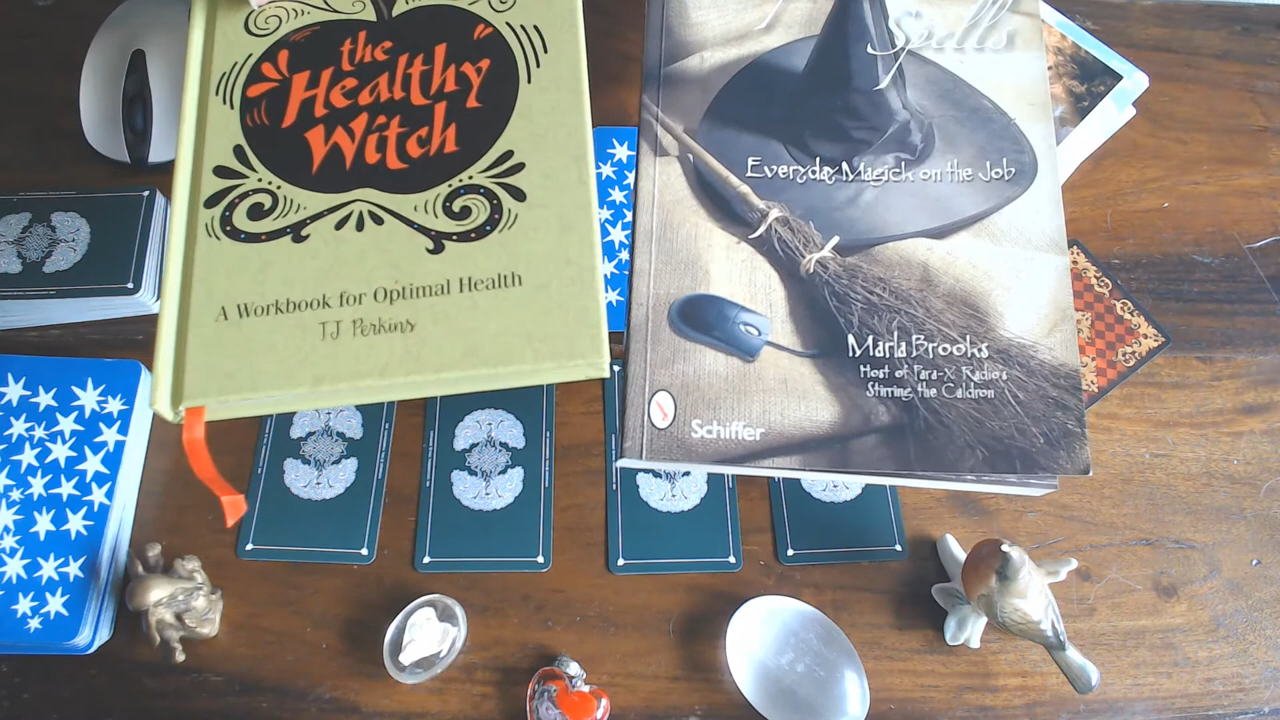 the
Healthy
Witch
A Workbook for Optimal Health
TJ Perkins
Spells
Everyday Magick on the Job
Marla Brooks
Host of Para-X Radio's
Stirring the Caldron
Schiffer